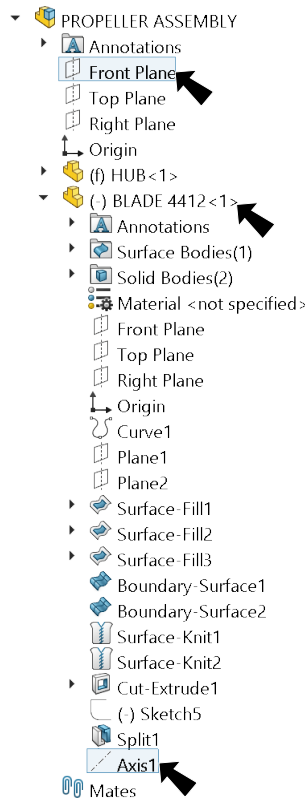 PROPELLER ASSEMBLY
Annotations
Front Plane
Top Plane
Right Plane
Origin
(f) HUB<1>
(-) BLADE 4412<1>
Annotations
Surface Bodies(1)
Solid Bodies(2)
Material <not specified>
Front Plane
Top Plane
Right Plane
Origin
Curve1
Plane1
Plane2
Surface-Fill1
Surface-Fill2
Surface-Fill3
Boundary-Surface1
Boundary-Surface2
Surface-Knit1
Surface-Knit2
Cut-Extrude1
(-) Sketch5
Split1
Axis1
Mates